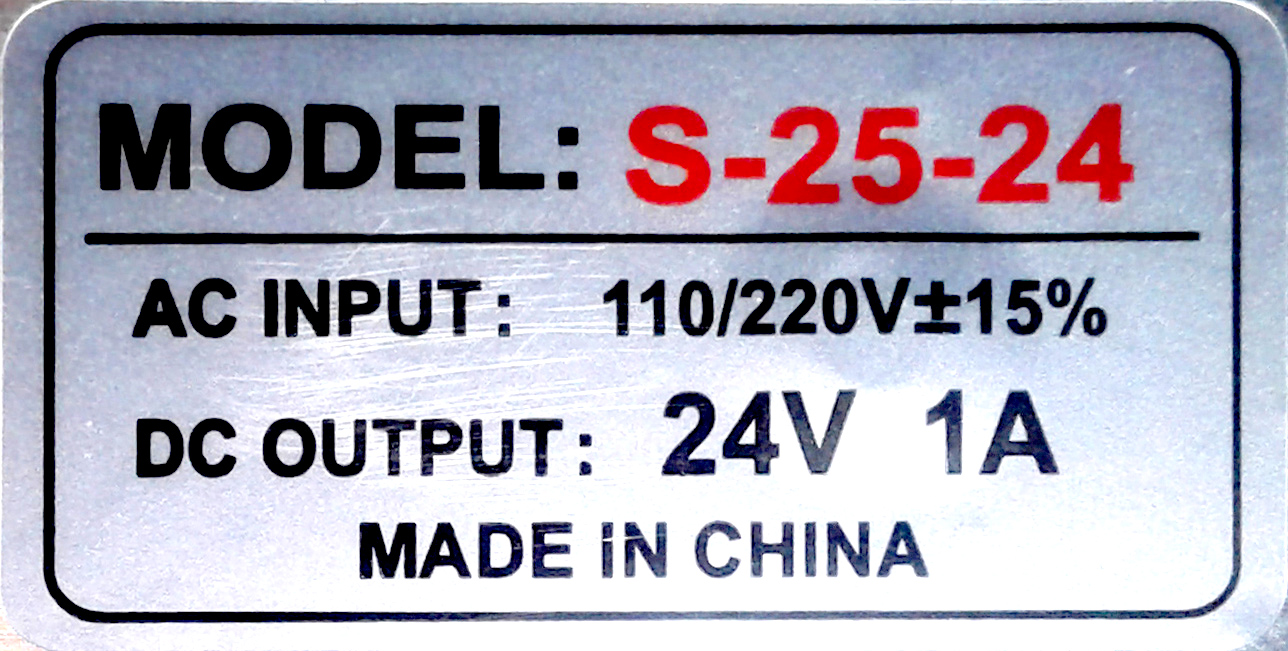 MODEL: S-25-24
AC INPUT: 110/220V±15%
DC OUTPUT: 24V 1A
MADE IN CHINA